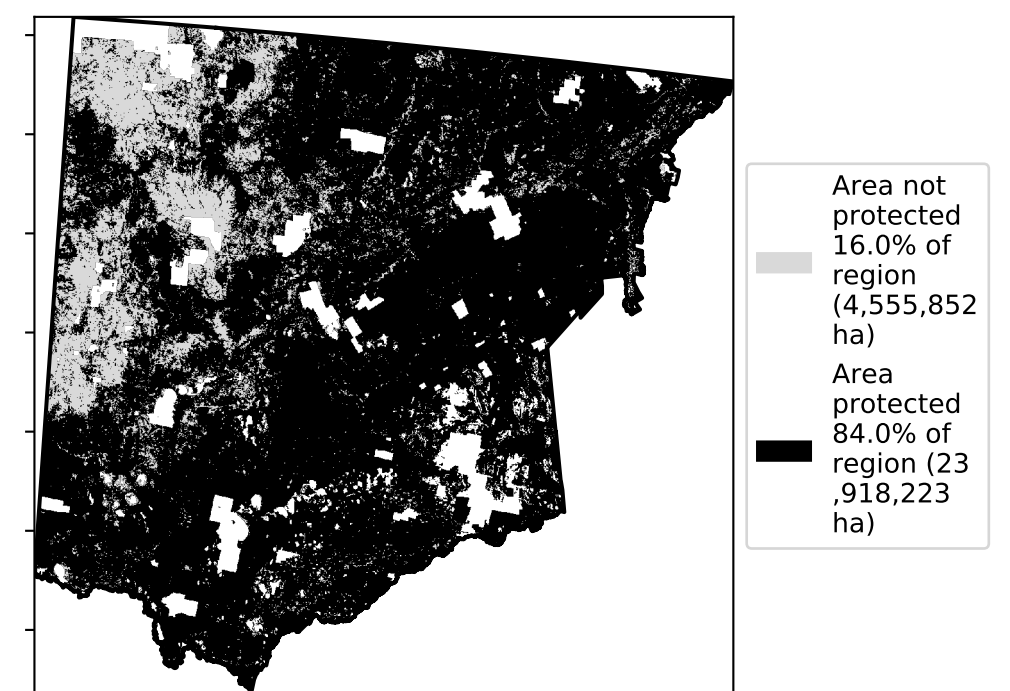 Area not
protected
16.0% of
region
(4,555,852
ha)
Area
protected
84.0% of
region (23
,918,223
ha)